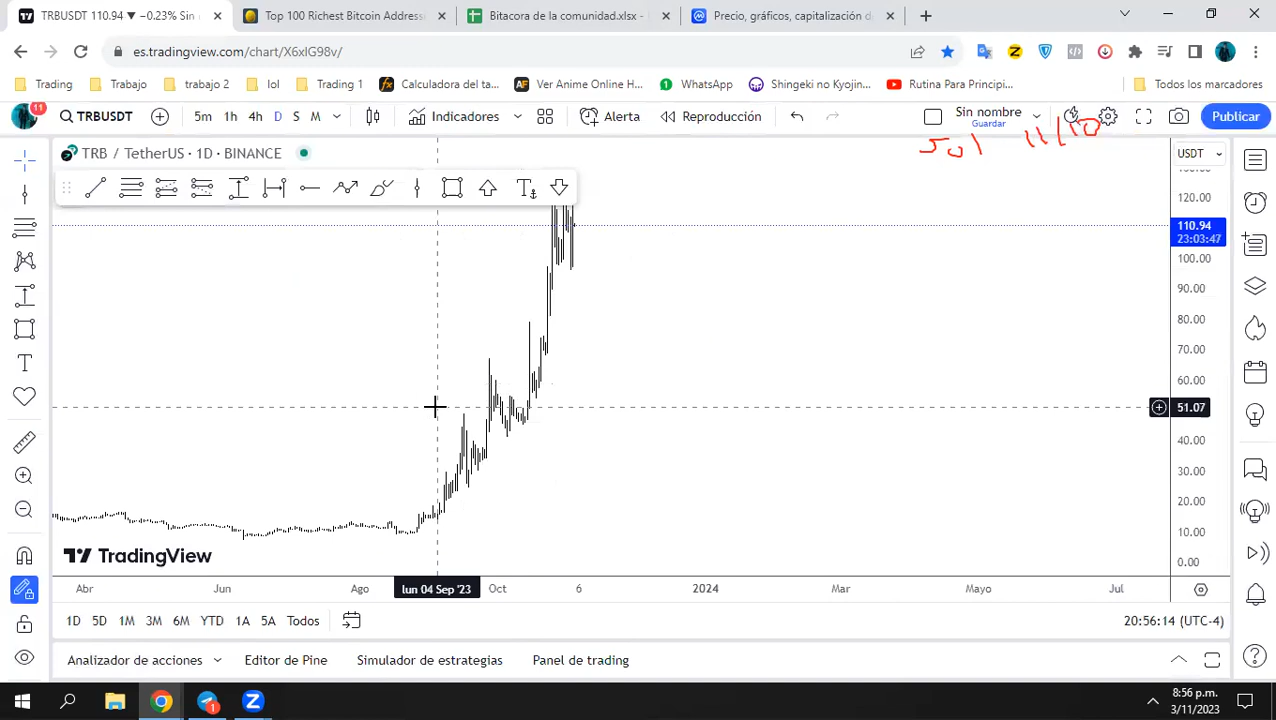 TRBUSDT 110.94 ▼ −0.23% Sin
Top 100 Richest Bitcoin Address
Bitacora de la comunidad.xlsx -
Precio, gráficos, capitalización d
es.tradingview.com/chart/X6xIG98v/
Trading
Trabajo
trabajo 2
lol
Trading 1
Calculadora del ta...
Ver Anime Online H...
WhatsApp
Shingeki no Kyojin...
Rutina Para Principi...
Todos los marcadores
11
TRBUSDT
5m 1h 4h D S M
Indicadores
Alerta
Reproducción
Sin nombre
Guardar
Publicar
Jul 11/10
TRB / TetherUS · 1D · BINANCE
USDT
120.00
110.94
23:03:47
100.00
90.00
80.00
70.00
60.00
51.07
40.00
30.00
20.00
10.00
0.00
TradingView
Abr Jun Ago lun 04 Sep '23 Oct 6 2024 Mar Mayo Jul
1D 5D 1M 3M 6M YTD 1A 5A Todos
20:56:14 (UTC-4)
Analizador de acciones
Editor de Pine
Simulador de estrategias
Panel de trading
8:56 p.m.
3/11/2023